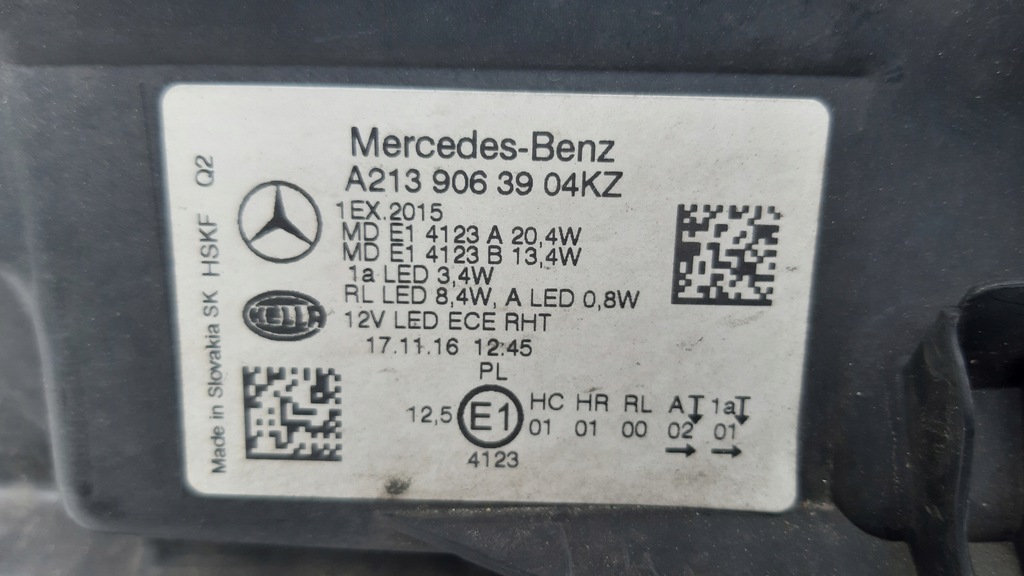 Mercedes-Benz
A213 906 39 04KZ
1EX.2015
MD E1 4123 A 20,4W
MD E1 4123 B 13,4W
1a LED 3,4W
RL LED 8,4W, A LED 0,8W
12V LED ECE RHT
17.11.16 12:45
PL
12,5 E1 HC HR RL A 1a
01 01 00 02 01
4123
HELLA
Made in Slovakia SK HSKF Q2